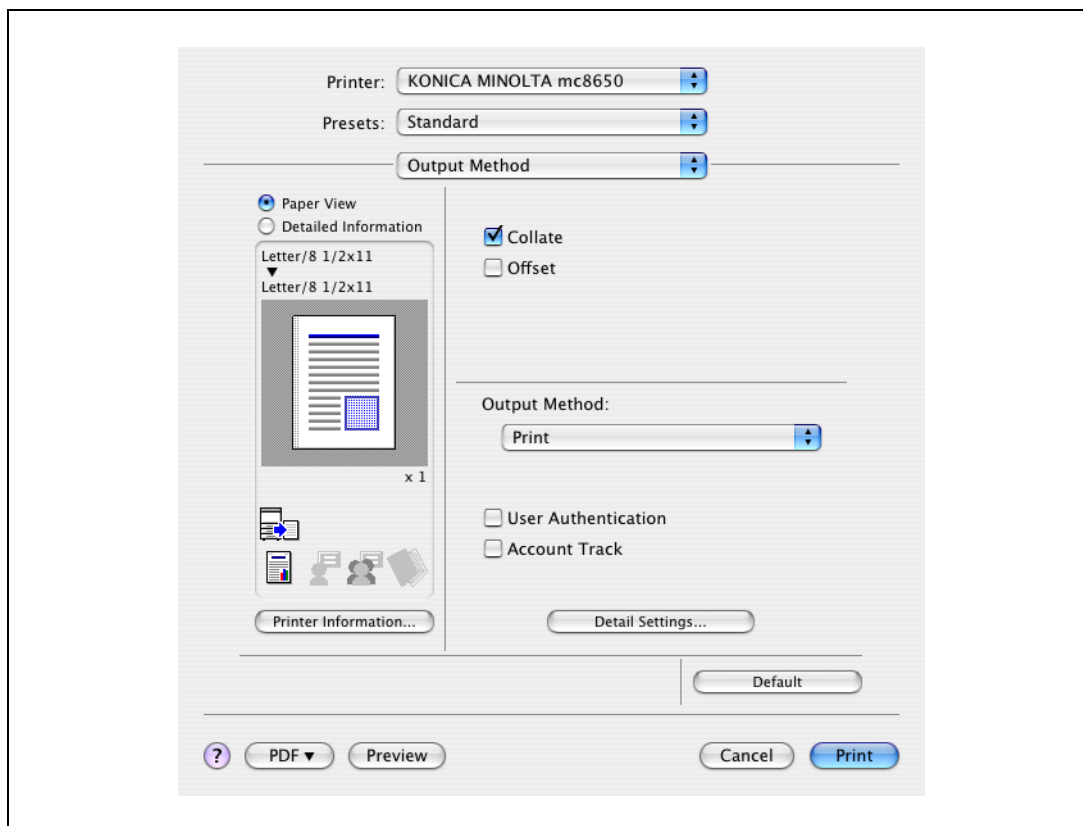 Printer: KONICA MINOLTA mc8650
Presets: Standard
Output Method
Paper View
Detailed Information
Letter/8 1/2x11
Letter/8 1/2x11
x 1
Printer Information...
Collate
Offset
Output Method:
Print
User Authentication
Account Track
Detail Settings...
Default
? PDF▼ Preview Cancel Print